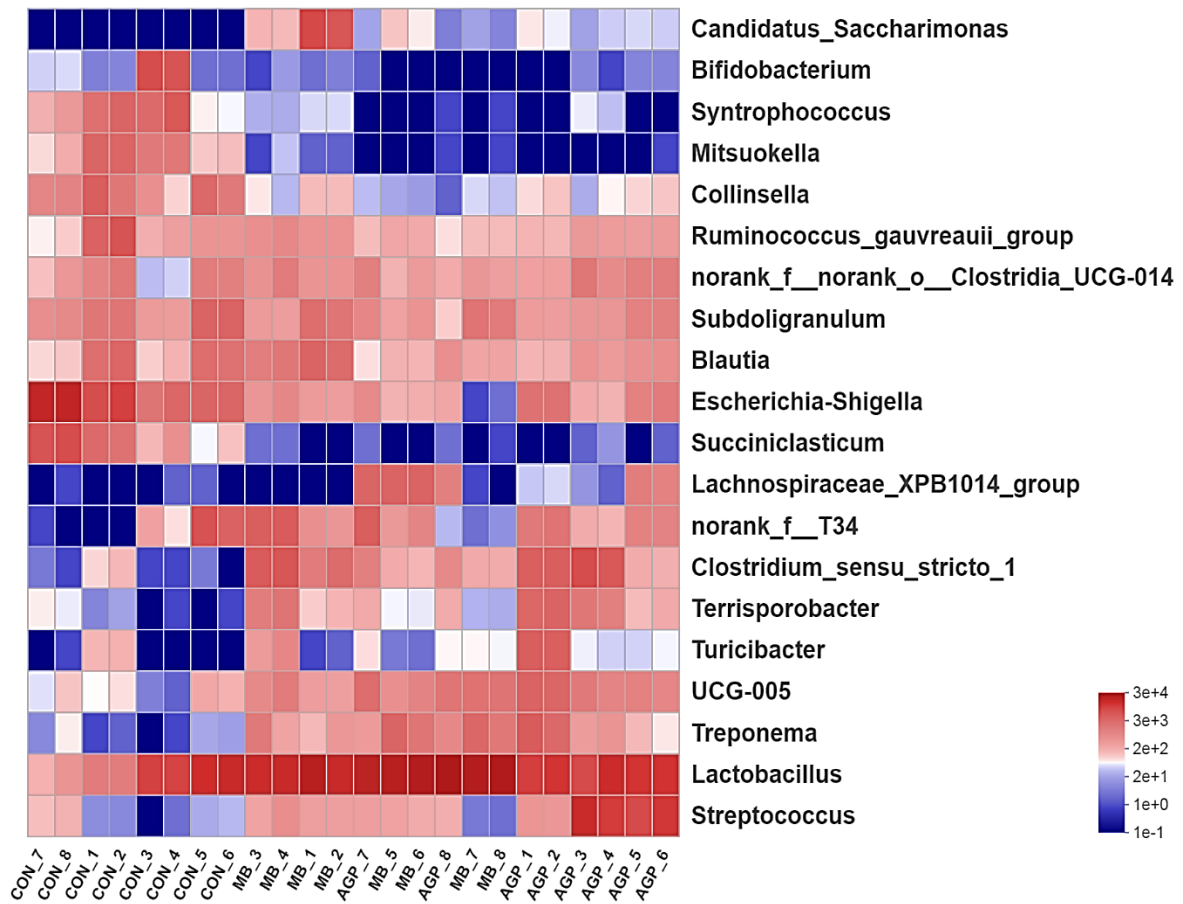 Candidatus_Saccharimonas
Bifidobacterium
Syntrophococcus
Mitsuokella
Collinsella
Ruminococcus_gauvreauii_group
norank_f__norank_o__Clostridia_UCG-014
Subdoligranulum
Blautia
Escherichia-Shigella
Succiniclasticum
Lachnospiraceae_XPB1014_group
norank_f__T34
Clostridium_sensu_stricto_1
Terrisporobacter
Turicibacter
UCG-005
Treponema
Lactobacillus
Streptococcus
3e+4
3e+3
2e+2
2e+1
1e+0
1e-1
CON_7
CON_8
CON_1
CON_2
CON_3
CON_4
CON_5
CON_6
MB_3
MB_4
MB_1
MB_2
AGP_7
MB_5
MB_6
AGP_8
MB_7
MB_8
AGP_1
AGP_2
AGP_3
AGP_4
AGP_5
AGP_6